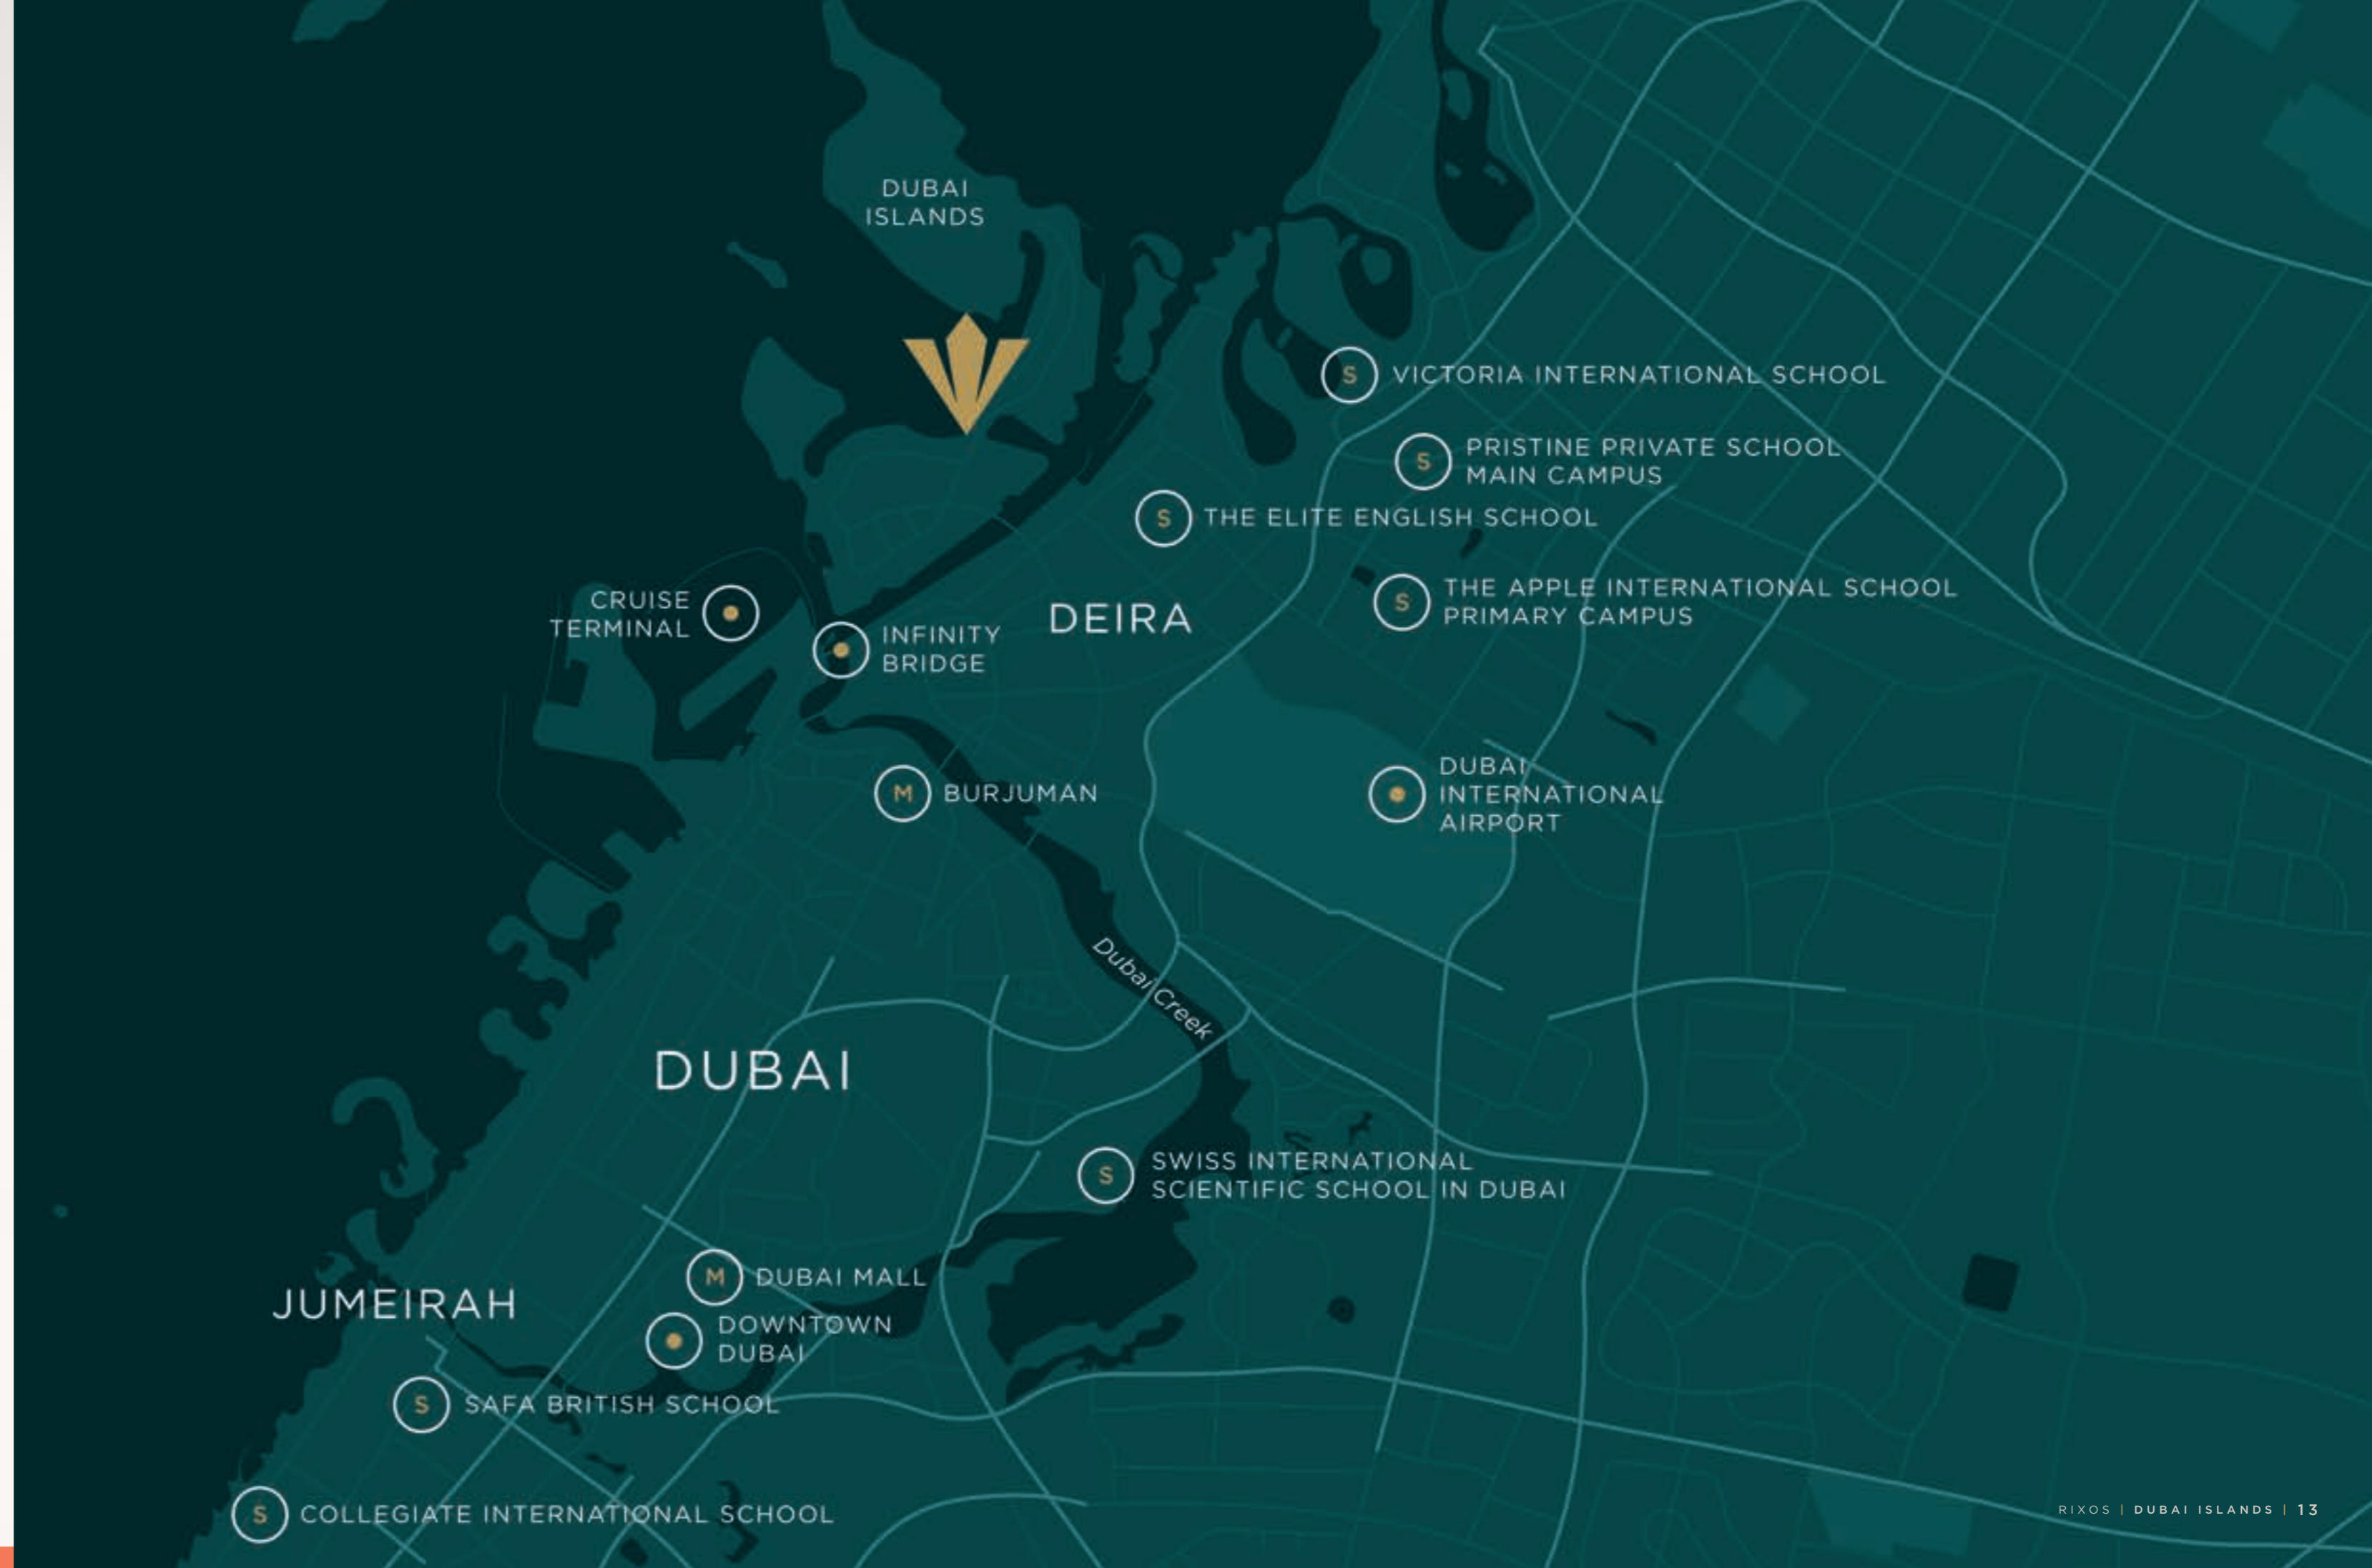 DUBAI
ISLANDS
S VICTORIA INTERNATIONAL SCHOOL
S PRISTINE PRIVATE SCHOOL
MAIN CAMPUS
S THE ELITE ENGLISH SCHOOL
S THE APPLE INTERNATIONAL SCHOOL
PRIMARY CAMPUS
CRUISE
TERMINAL
INFINITY
BRIDGE
DEIRA
M BURJUMAN
DUBAI
INTERNATIONAL
AIRPORT
Dubai Creek
DUBAI
S SWISS INTERNATIONAL
SCIENTIFIC SCHOOL IN DUBAI
M DUBAI MALL
JUMEIRAH
DOWNTOWN
DUBAI
S SAFA BRITISH SCHOOL
S COLLEGIATE INTERNATIONAL SCHOOL
RIXOS | DUBAI ISLANDS | 13